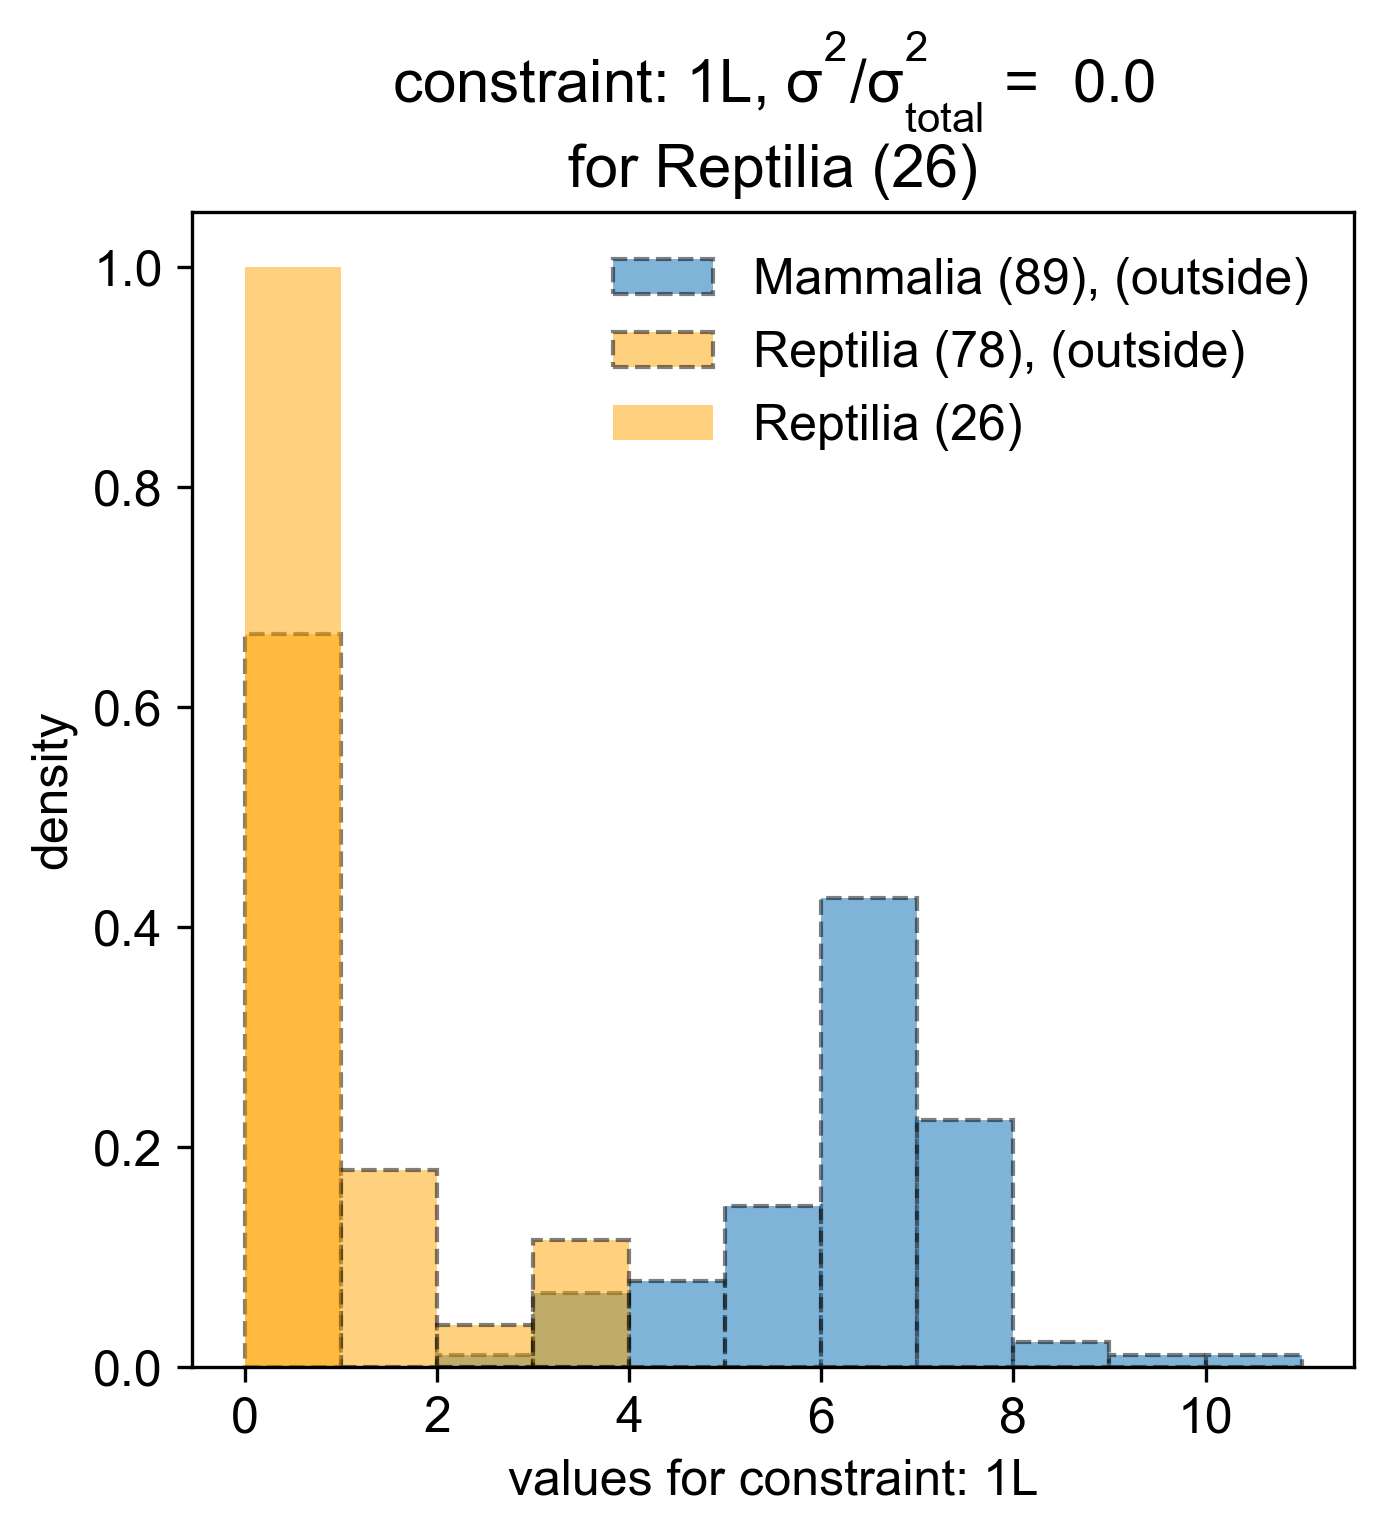 constraint: 1L, σ²/σ²total = 0.0
for Reptilia (26)
Mammalia (89), (outside)
Reptilia (78), (outside)
Reptilia (26)
1.0
0.8
0.6
0.4
0.2
0.0
density
0 2 4 6 8 10
values for constraint: 1L